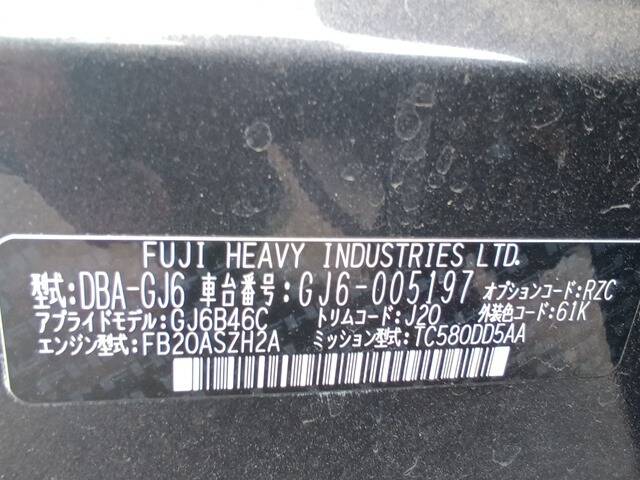 FUJI HEAVY INDUSTRIES LTD.
型式:DBA-GJ6 車台番号:GJ6-005197 オプションコード:RZC
アプライドモデル:GJ6B46C トリムコード:J20 外装色コード:61K
エンジン型式:FB20ASZH2A ミッション型式:TC580DD5AA